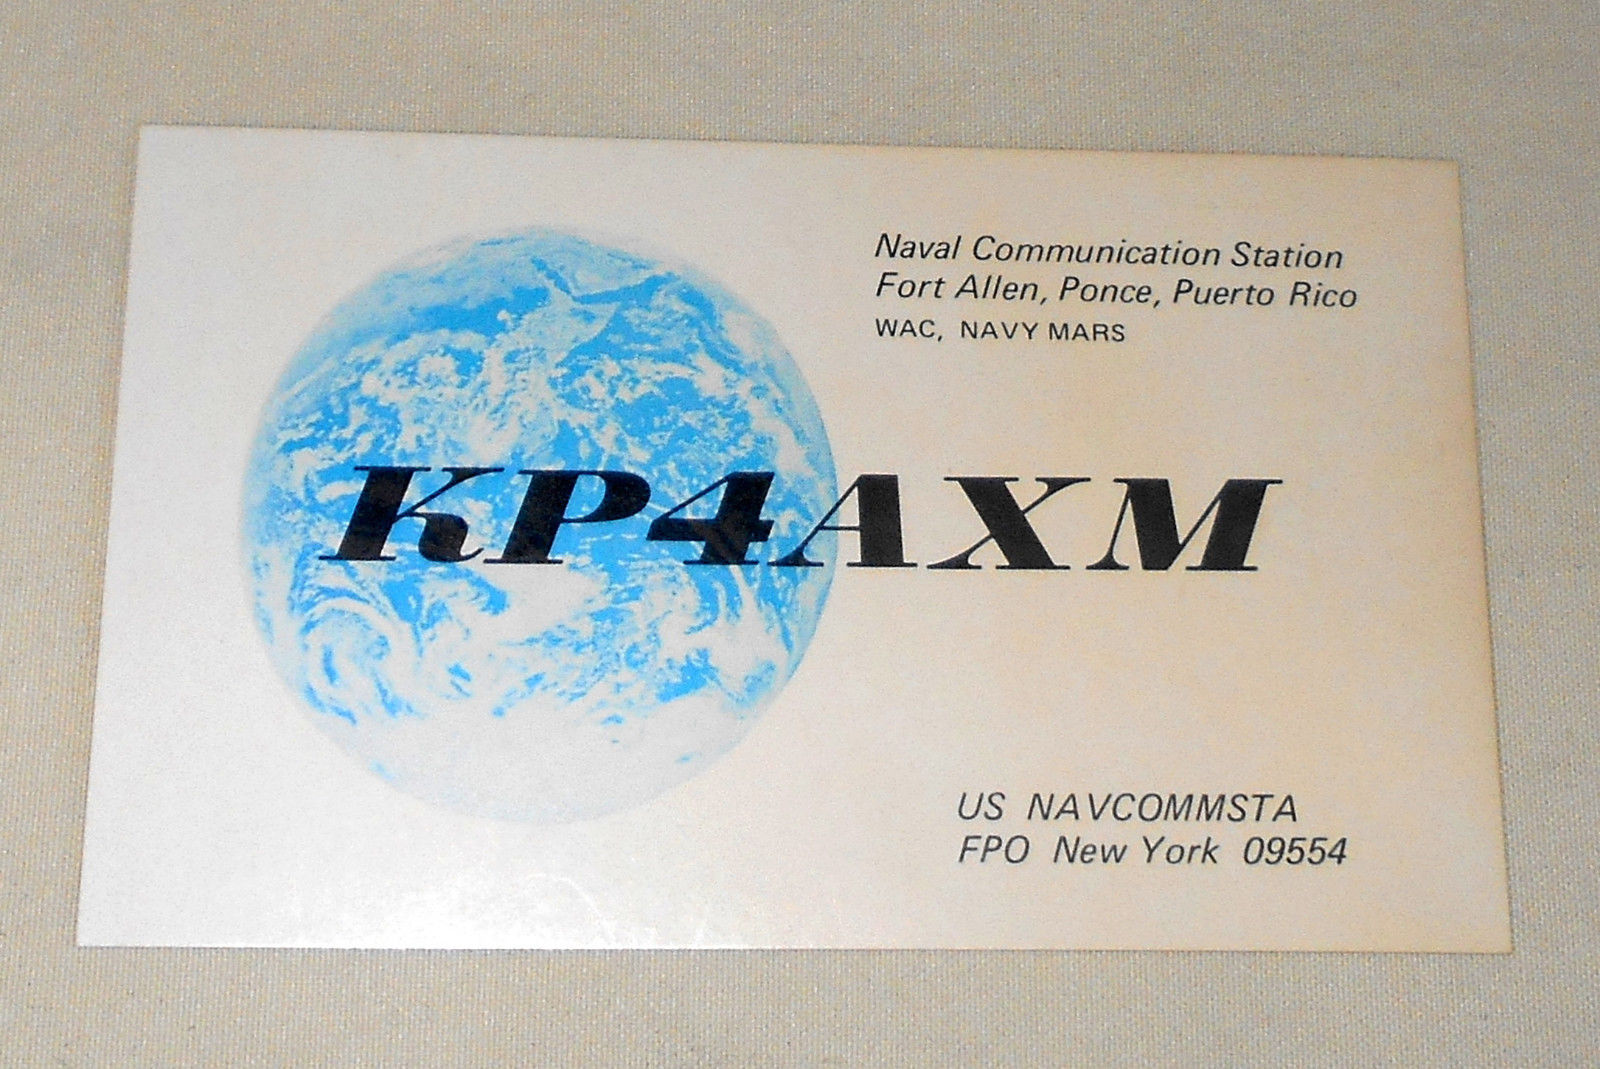 Naval Communication Station
Fort Allen, Ponce, Puerto Rico
WAC, NAVY MARS
KP4AXM
US NAVCOMMSTA
FPO New York 09554